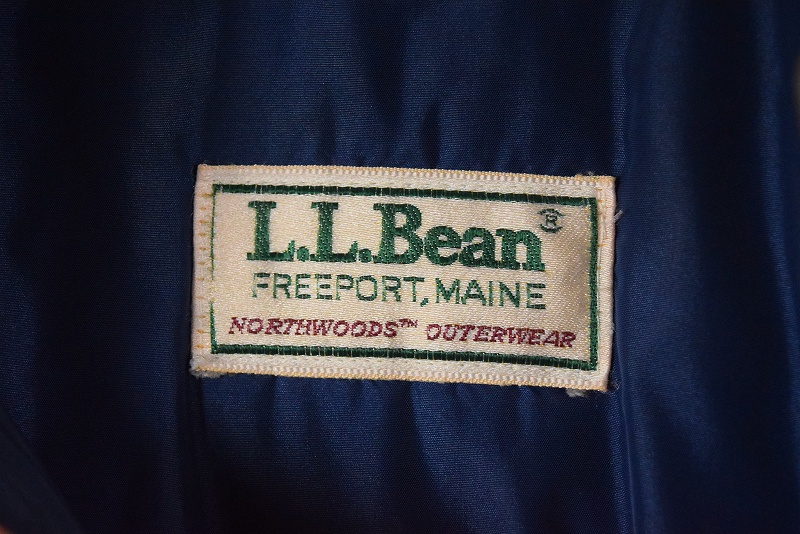 L.L.Bean®
FREEPORT, MAINE
NORTHWOODS™ OUTERWEAR